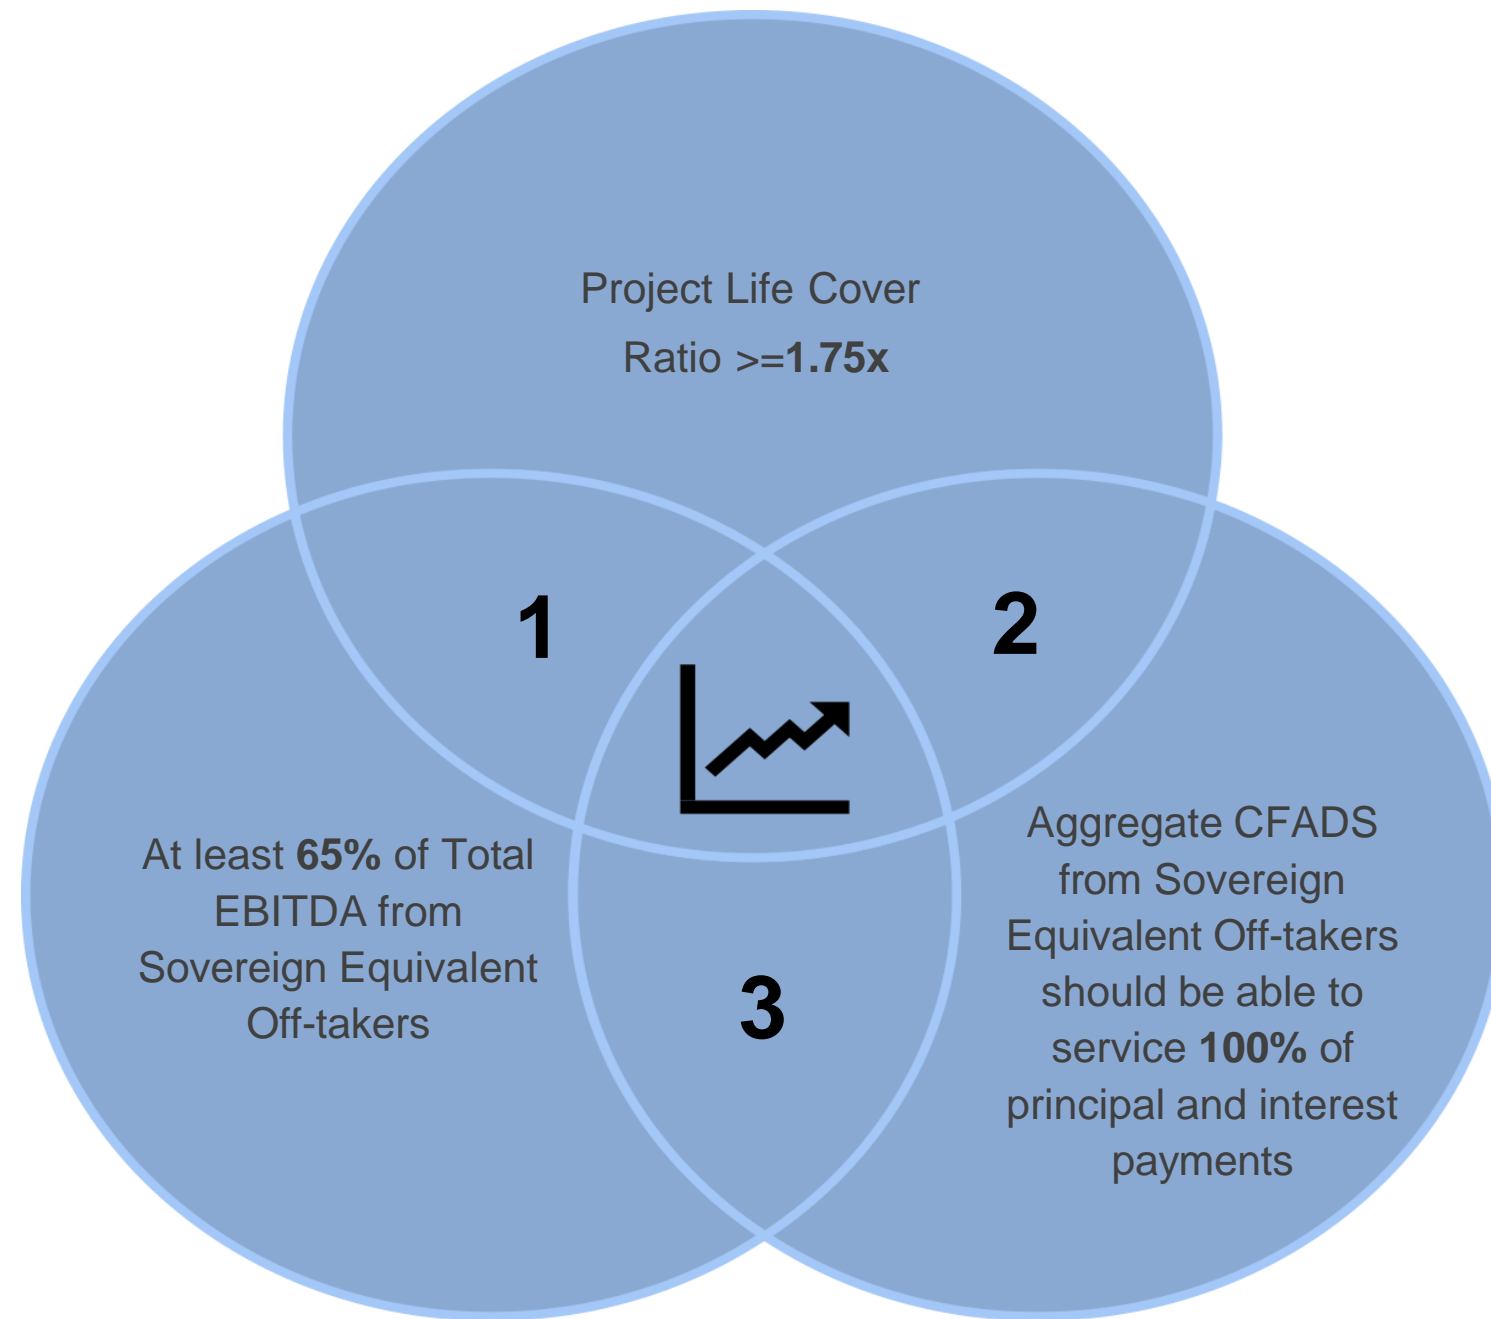 Project Life Cover
Ratio >=1.75x
1
2
At least 65% of Total
EBITDA from
Sovereign Equivalent
Off-takers
Aggregate CFADS
from Sovereign
Equivalent Off-takers
should be able to
service 100% of
principal and interest
payments
3